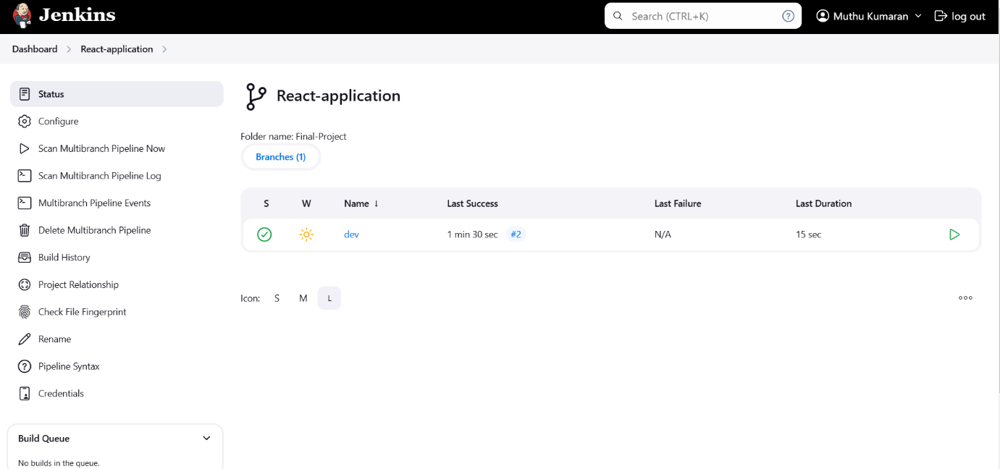 Jenkins
Search (CTRL+K)
Muthu Kumaran
log out
Dashboard
React-application
Status
Configure
Scan Multibranch Pipeline Now
Scan Multibranch Pipeline Log
Multibranch Pipeline Events
Delete Multibranch Pipeline
Build History
Project Relationship
Check File Fingerprint
Rename
Pipeline Syntax
Credentials
Build Queue
No builds in the queue.
React-application
Folder name: Final-Project
Branches (1)
S W Name ↓ Last Success Last Failure Last Duration
dev 1 min 30 sec #2 N/A 15 sec
Icon: S M L